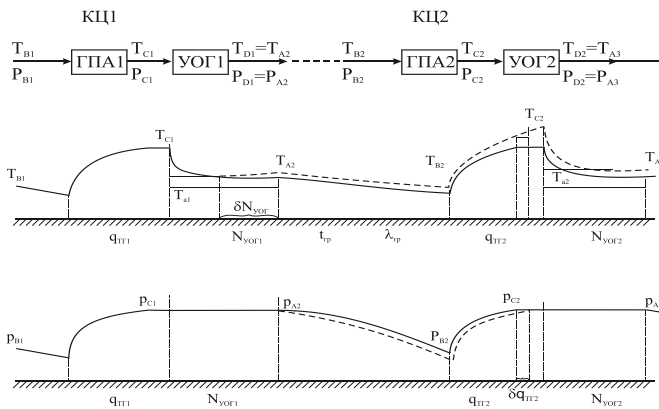 КЦ1 КЦ2
T_B1 T_C1 T_D1=T_A2 T_B2 T_C2 T_D2=T_A3
ГПА1 УОГ1 ГПА2 УОГ2
P_B1 P_C1 P_D1=P_A2 P_B2 P_C2 P_D2=P_A3
T_C1 T_C2
T_B1 T_A2 T_B2 T_A
T_a1 T_a2
δN_УОГ
q_ТГ1 N_УОГ1 t_гр λ_гр q_ТГ2 N_УОГ2
p_C1 p_A2 p_C2 p_A
p_B1 P_B2
q_ТГ1 N_УОГ1 q_ТГ2 δq_ТГ2 N_УОГ2